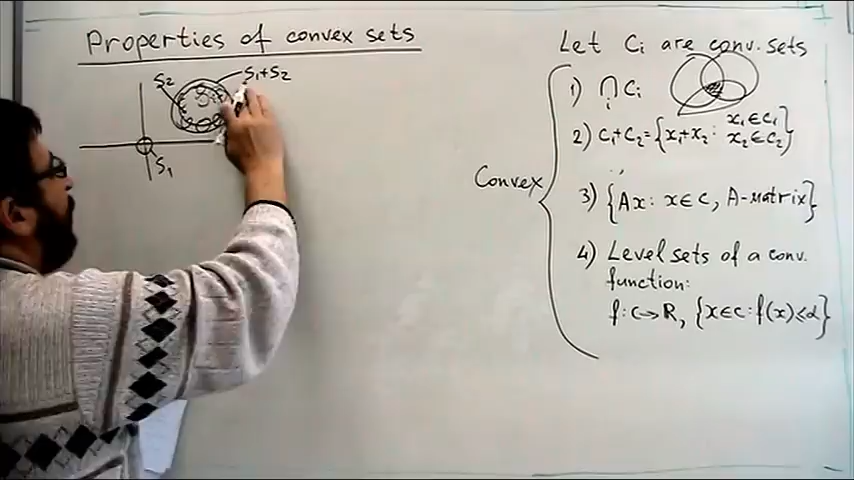 Properties of convex sets
S2
S1+S2
S1
Let Ci are conv. sets
Convex
1) ⋂ Ci
i
2) C1+C2={x1+x2: x1∈C1, x2∈C2}
3) {Ax: x∈C, A-matrix}
4) Level sets of a conv.
function:
f: C→R, {x∈C: f(x)≤α}